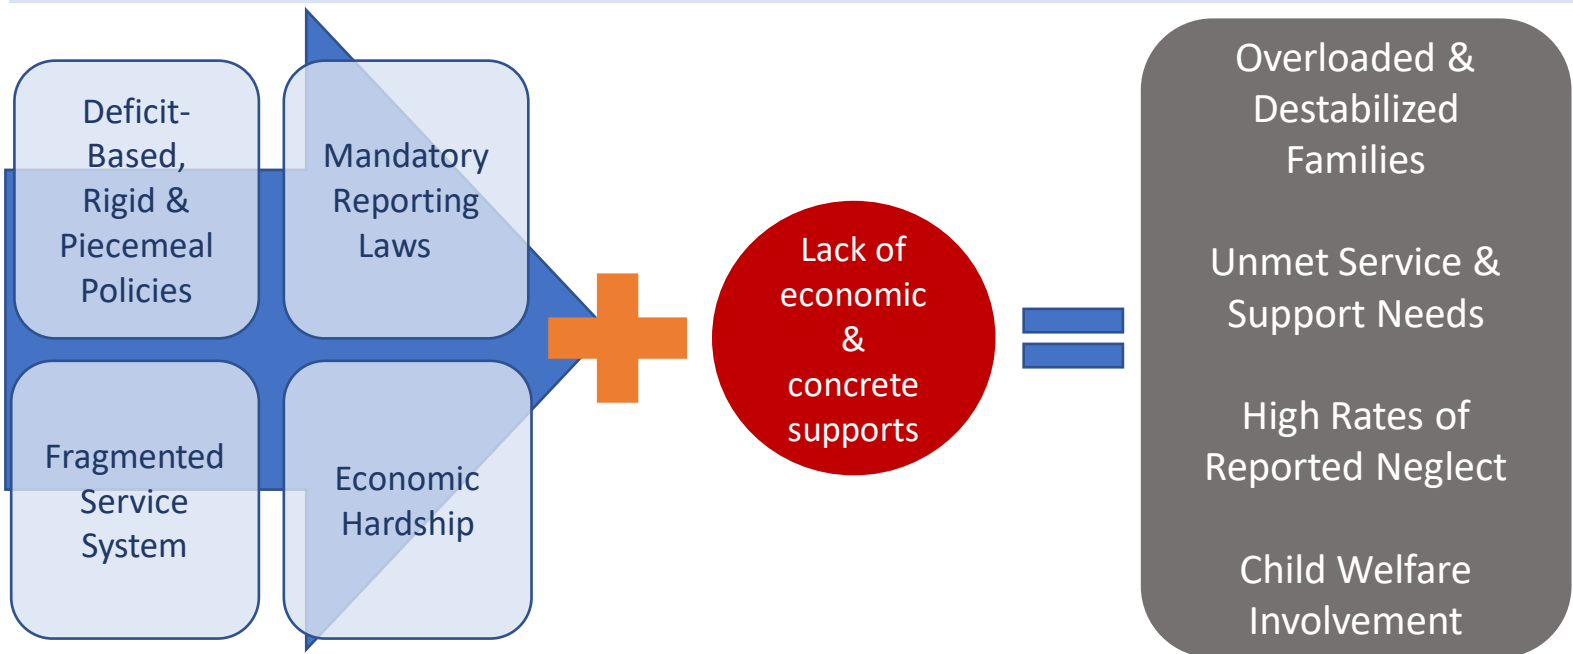 Deficit-
Based,
Rigid &
Piecemeal
Policies
Mandatory
Reporting
Laws
Fragmented
Service
System
Economic
Hardship
Lack of
economic
&
concrete
supports
Overloaded &
Destabilized
Families
Unmet Service &
Support Needs
High Rates of
Reported Neglect
Child Welfare
Involvement